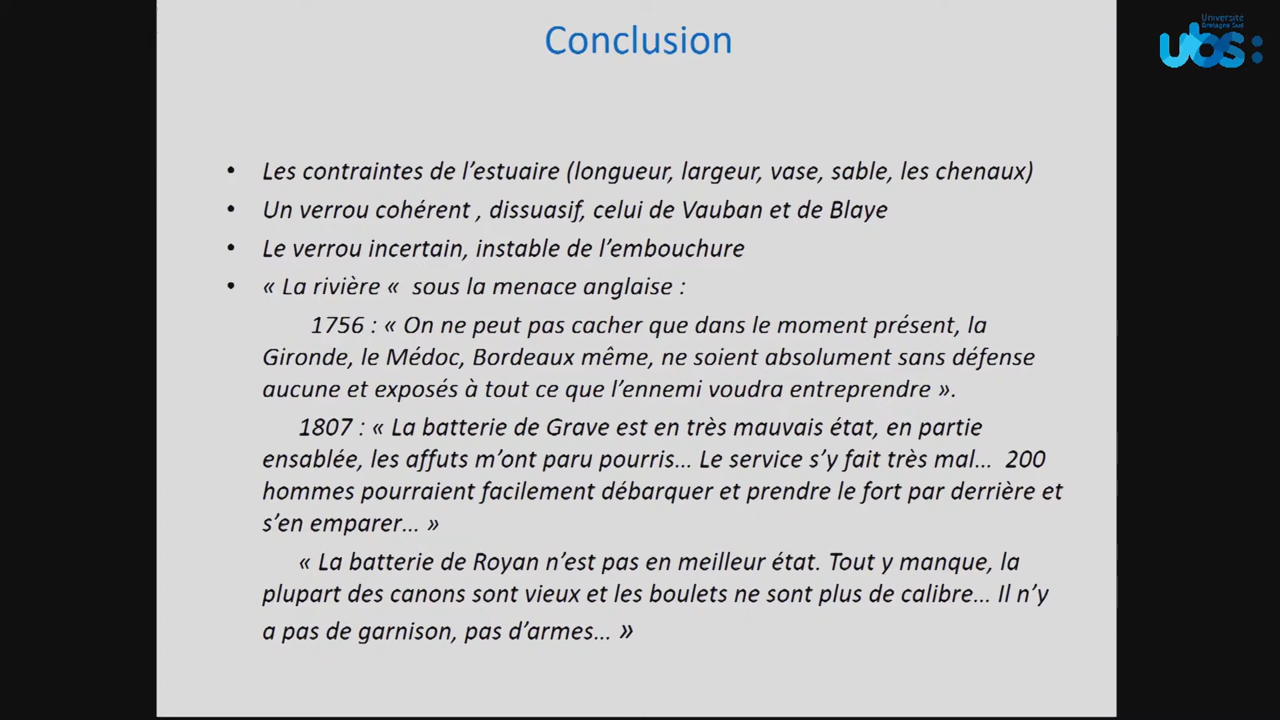 Conclusion
Université
Bretagne Sud
ubs:
• Les contraintes de l’estuaire (longueur, largeur, vase, sable, les chenaux)
• Un verrou cohérent , dissuasif, celui de Vauban et de Blaye
• Le verrou incertain, instable de l’embouchure
• « La rivière «  sous la menace anglaise :
1756 : « On ne peut pas cacher que dans le moment présent, la
Gironde, le Médoc, Bordeaux même, ne soient absolument sans défense
aucune et exposés à tout ce que l’ennemi voudra entreprendre ».
1807 : « La batterie de Grave est en très mauvais état, en partie
ensablée, les affuts m’ont paru pourris… Le service s’y fait très mal…  200
hommes pourraient facilement débarquer et prendre le fort par derrière et
s’en emparer… »
« La batterie de Royan n’est pas en meilleur état. Tout y manque, la
plupart des canons sont vieux et les boulets ne sont plus de calibre… Il n’y
a pas de garnison, pas d’armes… »